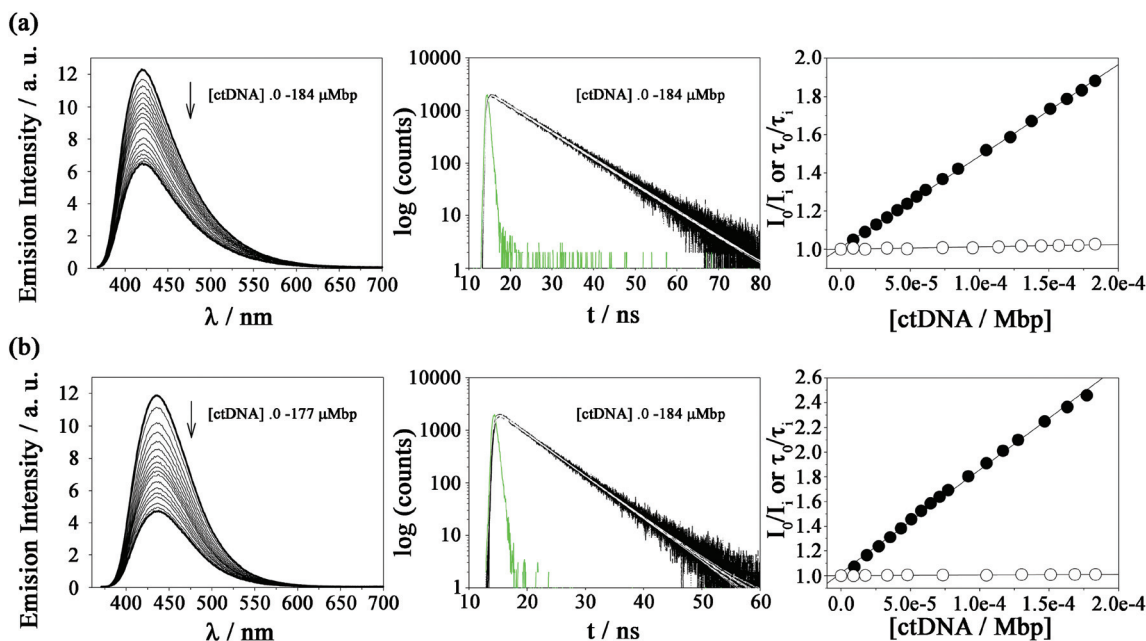 (a)
Emision Intensity / a. u.
12
10
8
6
4
2
0
[ctDNA] .0 -184 μMbp
400 450 500 550 600 650 700
λ / nm
log (counts)
10000
1000
100
10
1
[ctDNA] .0 -184 μMbp
10 20 30 40 50 60 70 80
t / ns
I0/Ii or τ0/τi
2.0
1.8
1.6
1.4
1.2
1.0
0.0 5.0e-5 1.0e-4 1.5e-4 2.0e-4
[ctDNA / Mbp]
(b)
Emision Intensity / a. u.
12
10
8
6
4
2
0
[ctDNA] .0 -177 μMbp
400 450 500 550 600 650 700
λ / nm
log (counts)
10000
1000
100
10
1
[ctDNA] .0 -184 μMbp
10 20 30 40 50 60
t / ns
I0/Ii or τ0/τi
2.6
2.4
2.2
2.0
1.8
1.6
1.4
1.2
1.0
0.0 5.0e-5 1.0e-4 1.5e-4 2.0e-4
[ctDNA / Mbp]